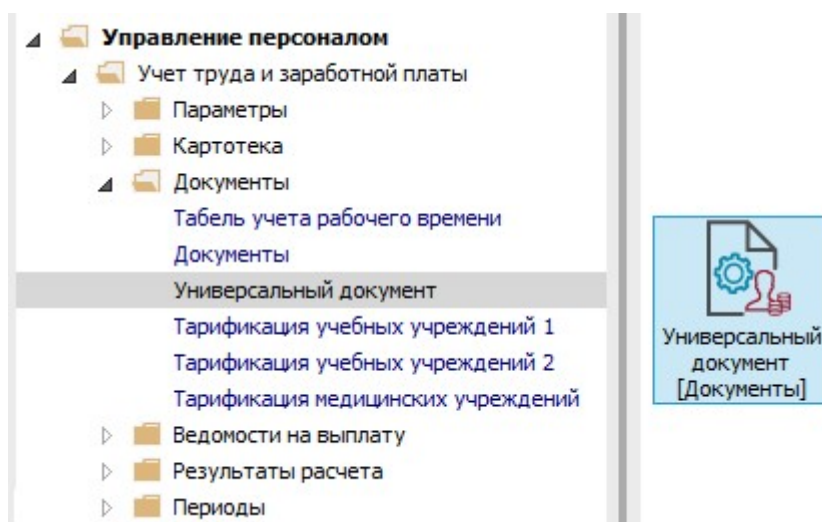 Управление персоналом
Учет труда и заработной платы
Параметры
Картотека
Документы
Табель учета рабочего времени
Документы
Универсальный документ
Тарификация учебных учреждений 1
Тарификация учебных учреждений 2
Тарификация медицинских учреждений
Ведомости на выплату
Результаты расчета
Периоды
Универсальный
документ
[Документы]